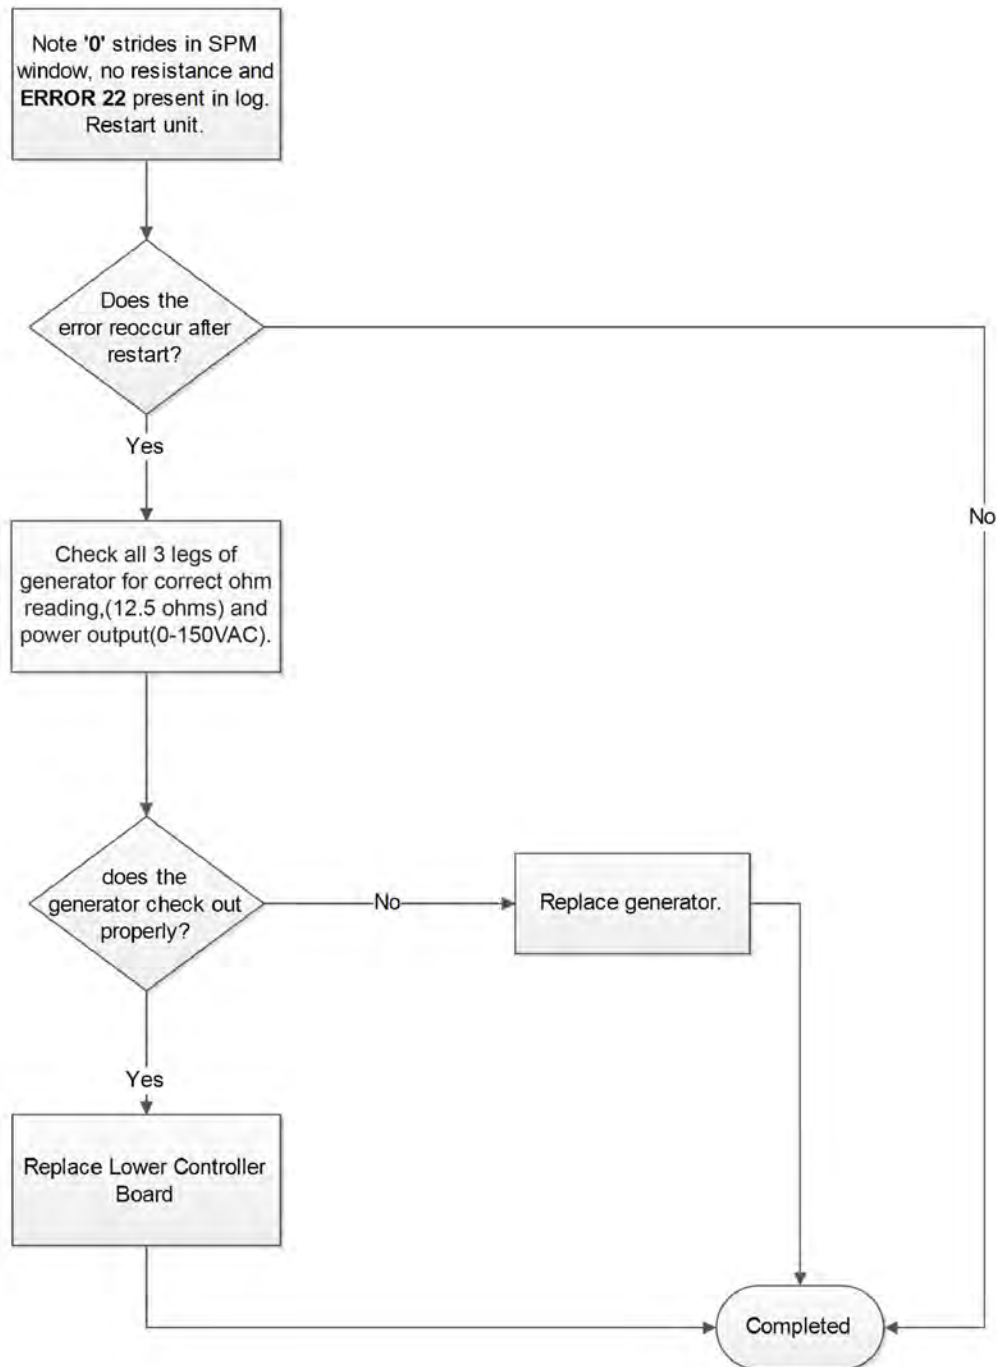 Note '0' strides in SPM
window, no resistance and
ERROR 22 present in log.
Restart unit.
Does the
error reoccur after
restart?
Yes
No
Check all 3 legs of
generator for correct ohm
reading,(12.5 ohms) and
power output(0-150VAC).
does the
generator check out
properly?
No
Replace generator.
Yes
Replace Lower Controller
Board
Completed